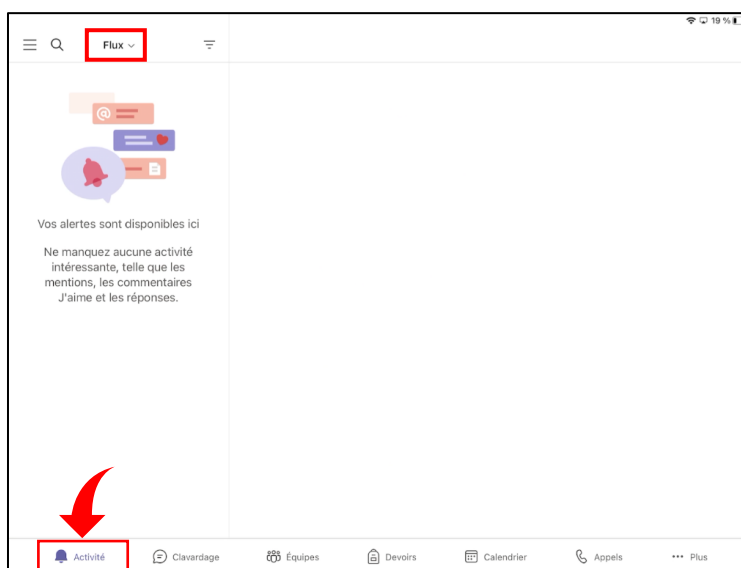 19 %
Flux
@
Vos alertes sont disponibles ici
Ne manquez aucune activité
intéressante, telle que les
mentions, les commentaires
J'aime et les réponses.
Activité
Clavardage
Équipes
Devoirs
Calendrier
Appels
Plus